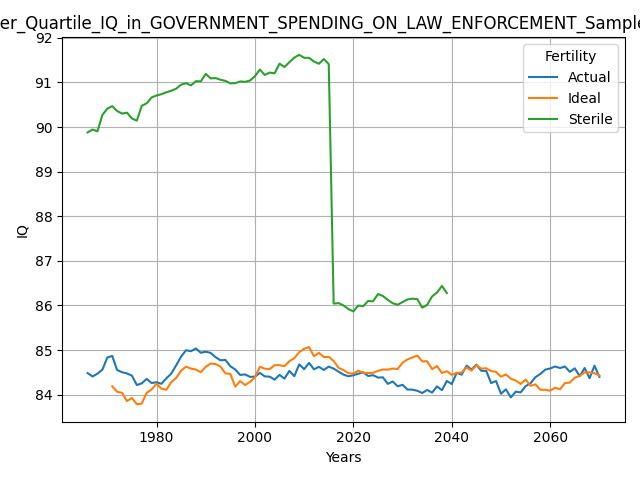 er_Quartile_IQ_in_GOVERNMENT_SPENDING_ON_LAW_ENFORCEMENT_Sample
92
91
90
89
88
87
86
85
84
IQ
Fertility
Actual
Ideal
Sterile
1980
2000
2020
2040
2060
Years